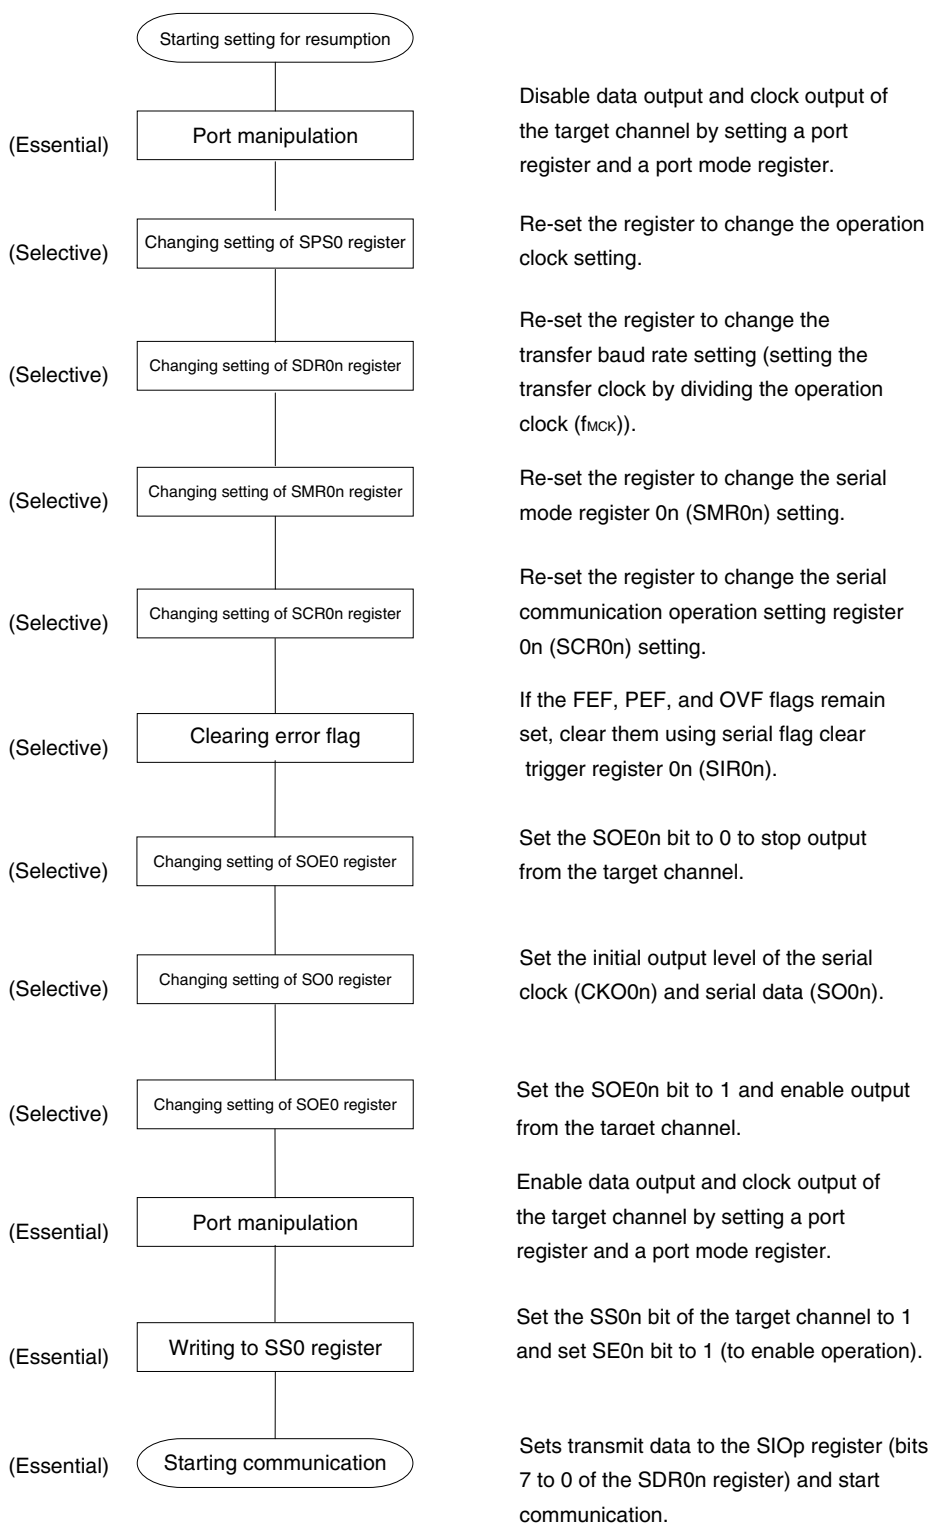 Starting setting for resumption
(Essential)
Port manipulation
Disable data output and clock output of
the target channel by setting a port
register and a port mode register.
(Selective)
Changing setting of SPS0 register
Re-set the register to change the operation
clock setting.
(Selective)
Changing setting of SDR0n register
Re-set the register to change the
transfer baud rate setting (setting the
transfer clock by dividing the operation
clock (fMCK)).
(Selective)
Changing setting of SMR0n register
Re-set the register to change the serial
mode register 0n (SMR0n) setting.
(Selective)
Changing setting of SCR0n register
Re-set the register to change the serial
communication operation setting register
0n (SCR0n) setting.
(Selective)
Clearing error flag
If the FEF, PEF, and OVF flags remain
set, clear them using serial flag clear
trigger register 0n (SIR0n).
(Selective)
Changing setting of SOE0 register
Set the SOE0n bit to 0 to stop output
from the target channel.
(Selective)
Changing setting of SO0 register
Set the initial output level of the serial
clock (CKO0n) and serial data (SO0n).
(Selective)
Changing setting of SOE0 register
Set the SOE0n bit to 1 and enable output
from the target channel.
(Essential)
Port manipulation
Enable data output and clock output of
the target channel by setting a port
register and a port mode register.
(Essential)
Writing to SS0 register
Set the SS0n bit of the target channel to 1
and set SE0n bit to 1 (to enable operation).
(Essential)
Starting communication
Sets transmit data to the SIOp register (bits
7 to 0 of the SDR0n register) and start
communication.